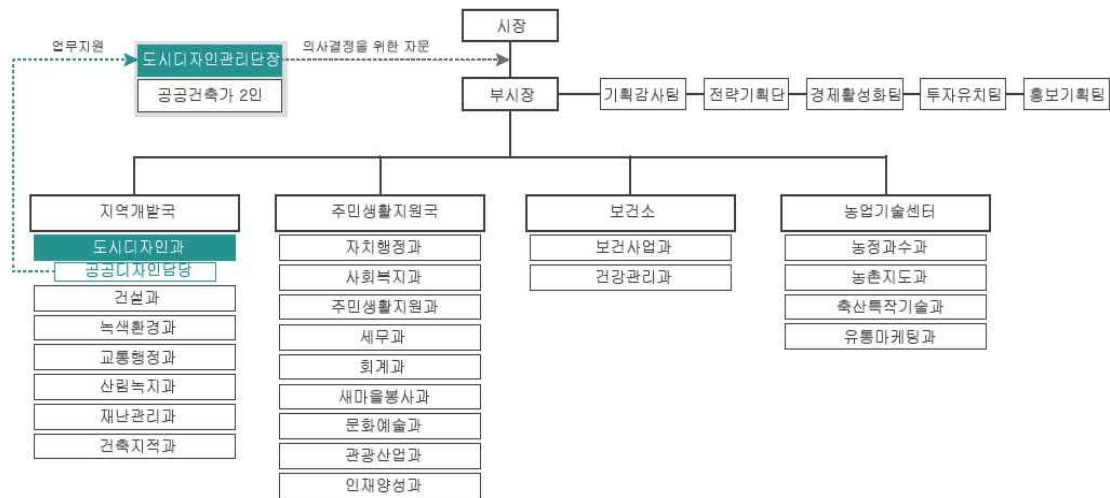 시장
업무지원
도시디자인관리단장
의사결정을 위한 자문
공공건축가 2인
부시장
기획감사팀
전략기획단
경제활성화팀
투자유치팀
홍보기획팀
지역개발국
도시디자인과
공공디자인담당
건설과
녹색환경과
교통행정과
산림녹지과
재난관리과
건축지적과
주민생활지원국
자치행정과
사회복지과
주민생활지원과
세무과
회계과
새마을봉사과
문화예술과
관광산업과
인재양성과
보건소
보건사업과
건강관리과
농업기술센터
농정과수과
농촌지도과
축산특작기술과
유통마케팅과